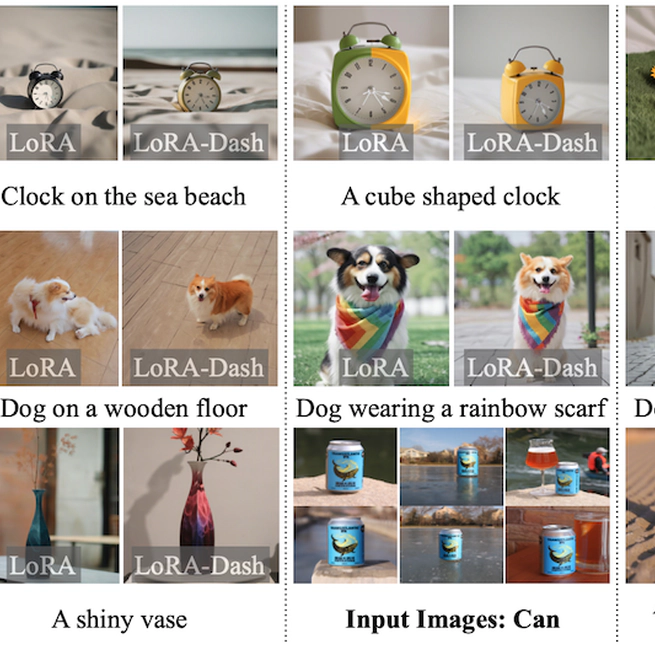 LoRA LoRA-Dash LoRA LoRA-Dash
Clock on the sea beach A cube shaped clock
LoRA LoRA-Dash LoRA LoRA-Dash
Dog on a wooden floor Dog wearing a rainbow scarf
LoRA LoRA-Dash
A shiny vase Input Images: Can